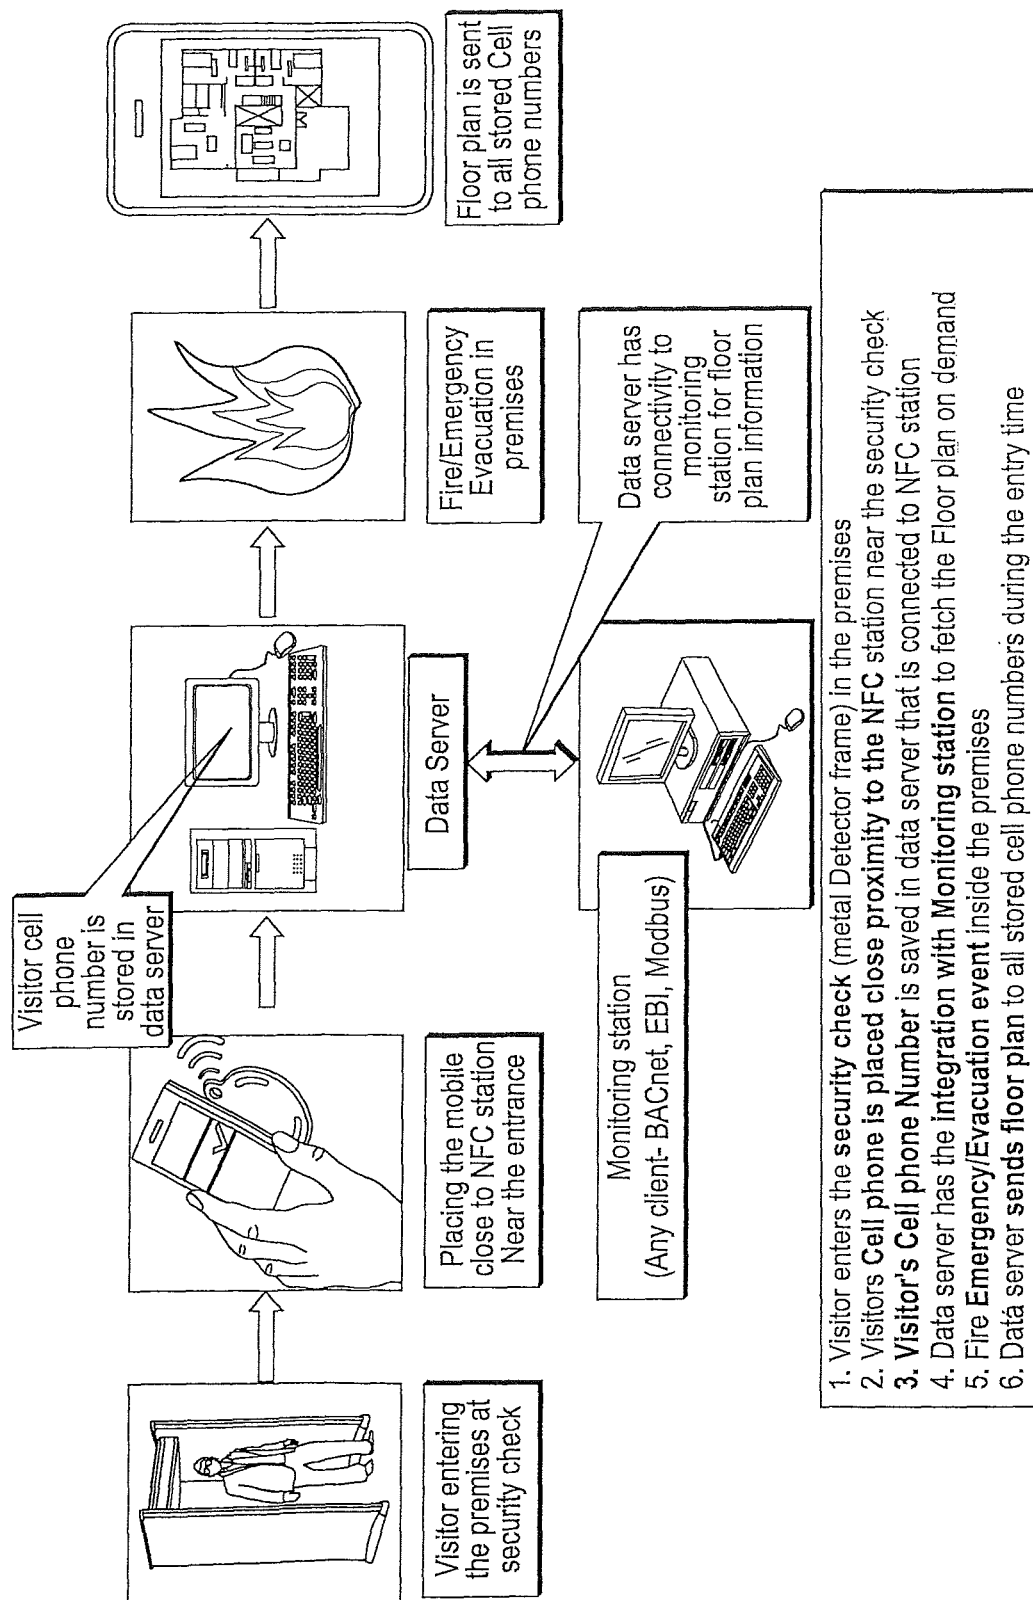 Visitor cell
phone
number is
stored in
data server
Visitor entering
the premises at
security check
Placing the mobile
close to NFC station
Near the entrance
Data Server
Fire/Emergency
Evacuation in
premises
Floor plan is sent
to all stored Cell
phone numbers
Monitoring station
(Any client- BACnet, EBI, Modbus)
Data server has
connectivity to
monitoring
station for floor
plan information
1. Visitor enters the security check (metal Detector frame) in the premises
2. Visitors Cell phone is placed close proximity to the NFC station near the security check
3. Visitor's Cell phone Number is saved in data server that is connected to NFC station
4. Data server has the integration with Monitoring station to fetch the Floor plan on demand
5. Fire Emergency/Evacuation event inside the premises
6. Data server sends floor plan to all stored cell phone numbers during the entry time